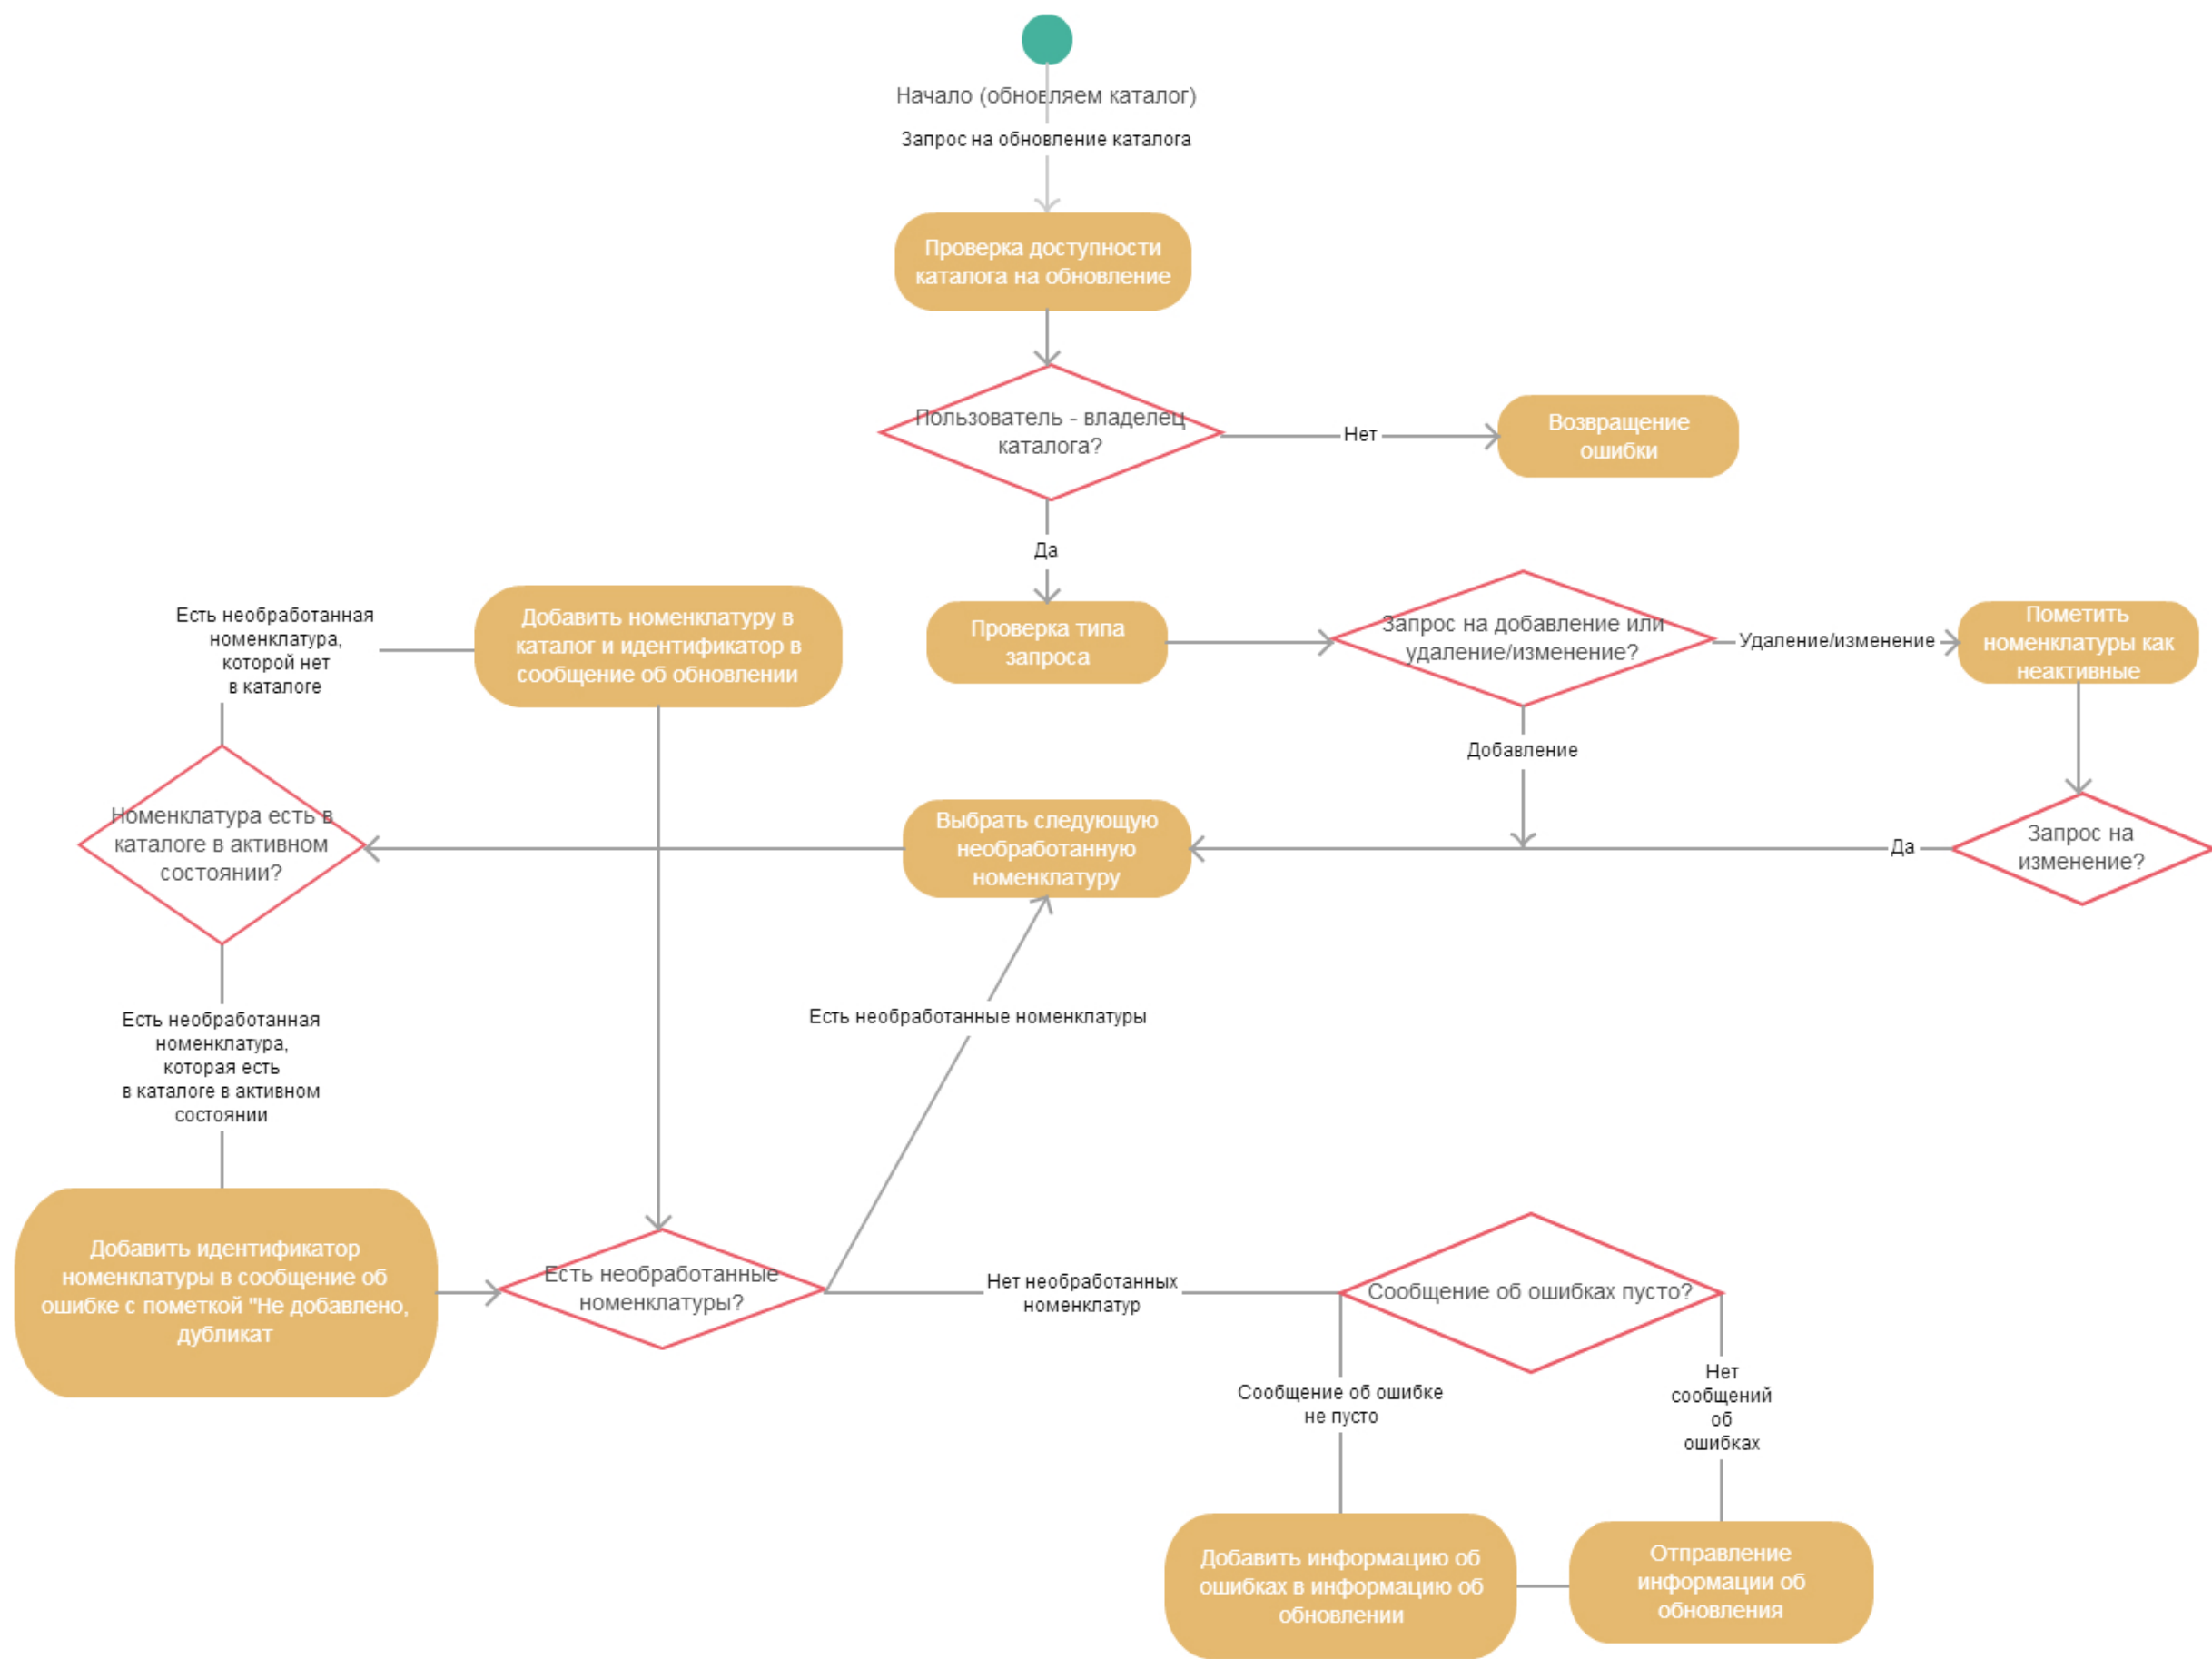 Начало (обновляем каталог)
Запрос на обновление каталога
Проверка доступности
каталога на обновление
Пользователь - владелец
каталога?
Нет
Возвращение
ошибки
Да
Проверка типа
запроса
Запрос на добавление или
удаление/изменение?
Удаление/изменение
Пометить
номенклатуры как
неактивные
Добавление
Запрос на
изменение?
Да
Выбрать следующую
необработанную
номенклатуру
Есть необработанная
номенклатура,
которой нет
в каталоге
Добавить номенклатуру в
каталог и идентификатор в
сообщение об обновлении
Номенклатура есть в
каталоге в активном
состоянии?
Есть необработанная
номенклатура,
которая есть
в каталоге в активном
состоянии
Есть необработанные номенклатуры
Добавить идентификатор
номенклатуры в сообщение об
ошибке с пометкой "Не добавлено,
дубликат
Есть необработанные
номенклатуры?
Нет необработанных
номенклатур
Сообщение об ошибках пусто?
Сообщение об ошибке
не пусто
Нет
сообщений
об
ошибках
Добавить информацию об
ошибках в информацию об
обновлении
Отправление
информации об
обновления